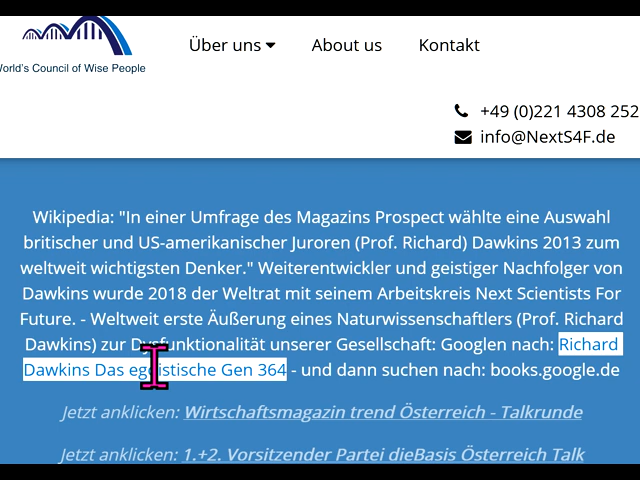 Über uns About us Kontakt
World's Council of Wise People
+49 (0)221 4308 252
info@NextS4F.de
Wikipedia: "In einer Umfrage des Magazins Prospect wählte eine Auswahl
britischer und US-amerikanischer Juroren (Prof. Richard) Dawkins 2013 zum
weltweit wichtigsten Denker." Weiterentwickler und geistiger Nachfolger von
Dawkins wurde 2018 der Weltrat mit seinem Arbeitskreis Next Scientists For
Future. - Weltweit erste Äußerung eines Naturwissenschaftlers (Prof. Richard
Dawkins) zur Dysfunktionalität unserer Gesellschaft: Googlen nach: Richard
Dawkins Das egoistische Gen 364 - und dann suchen nach: books.google.de
Jetzt anklicken: Wirtschaftsmagazin trend Österreich - Talkrunde
Jetzt anklicken: 1.+2. Vorsitzender Partei dieBasis Österreich Talk